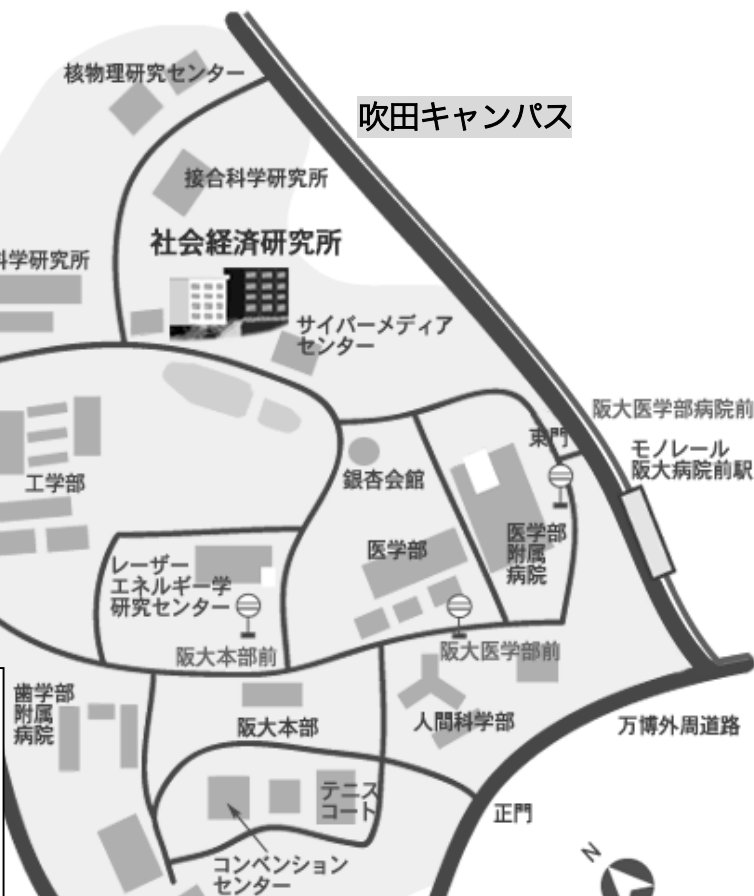 核物理研究センター
吹田キャンパス
接合科学研究所
社会経済研究所
科学研究所
サイバーメディア
センター
阪大医学部病院前
東門
モノレール
阪大病院前駅
銀杏会館
工学部
医学部
附属
病院
医学部
レーザー
エネルギー学
研究センター
阪大本部前
阪大医学部前
歯学部
附属
病院
阪大本部
人間科学部
万博外周道路
テニス
コート
正門
コンベンション
センター
N